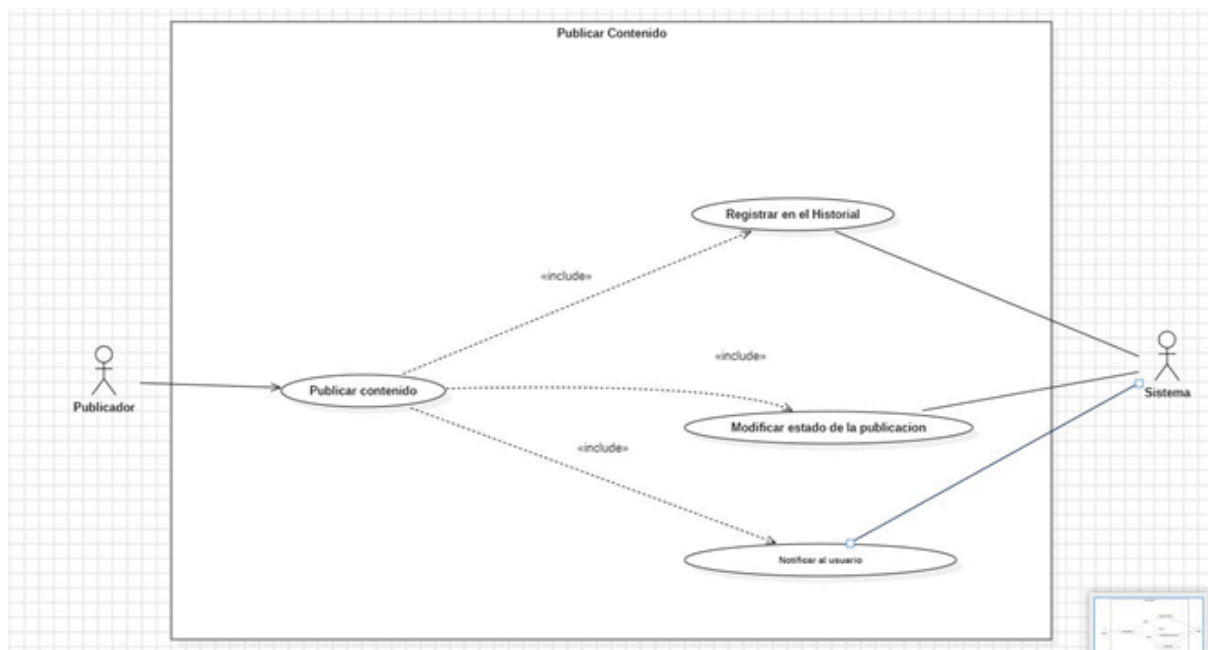 Publicar Contenido
Registrar en el Historial
«include»
«include»
Publicador
Publicar contenido
Sistema
Modificar estado de la publicacion
«include»
Notificar al usuario